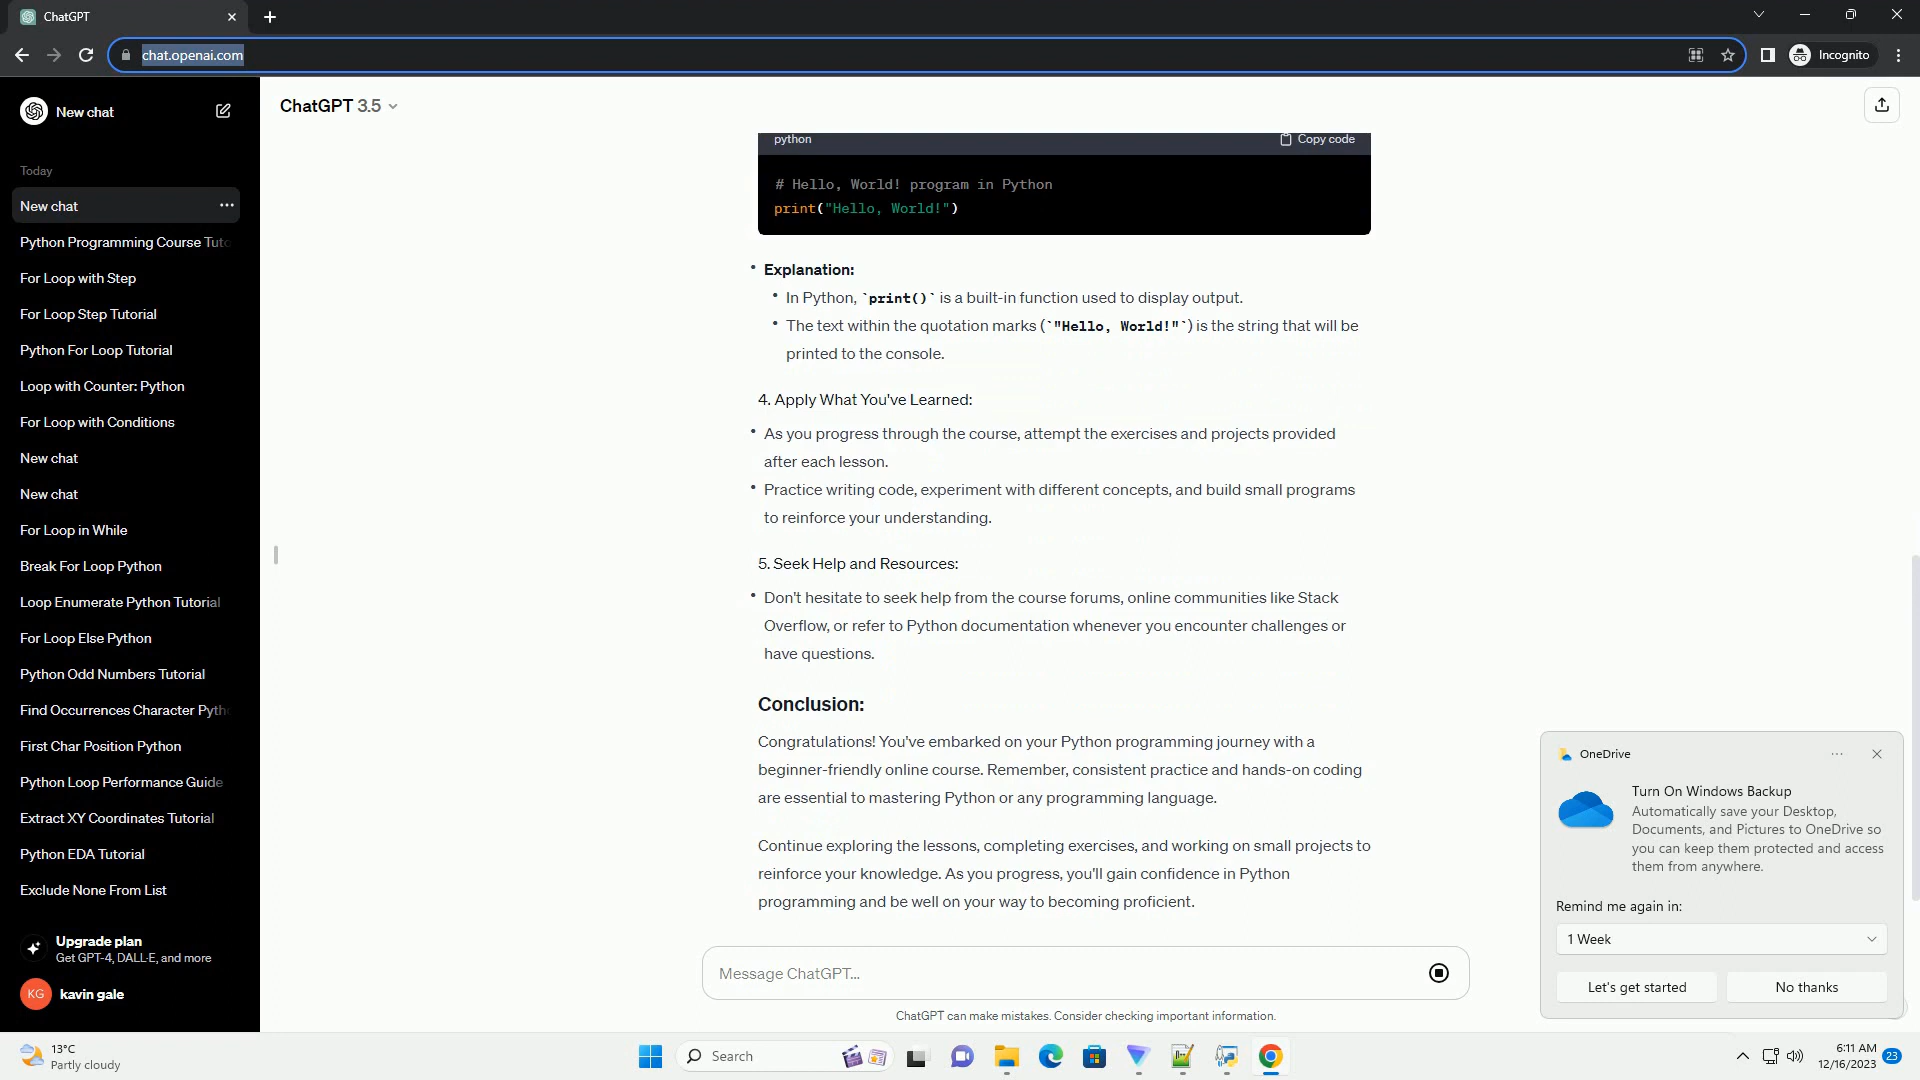 ChatGPT
chat.openai.com
Incognito
New chat
Today
New chat
Python Programming Course Tuto
For Loop with Step
For Loop Step Tutorial
Python For Loop Tutorial
Loop with Counter: Python
For Loop with Conditions
New chat
New chat
For Loop in While
Break For Loop Python
Loop Enumerate Python Tutorial
For Loop Else Python
Python Odd Numbers Tutorial
Find Occurrences Character Pyth
First Char Position Python
Python Loop Performance Guide
Extract XY Coordinates Tutorial
Python EDA Tutorial
Exclude None From List
Upgrade plan
Get GPT-4, DALL·E, and more
KG kavin gale
ChatGPT 3.5
python Copy code
# Hello, World! program in Python
print("Hello, World!")
• Explanation:
• In Python, `print()` is a built-in function used to display output.
• The text within the quotation marks (`"Hello, World!"`) is the string that will be
printed to the console.
4. Apply What You've Learned:
• As you progress through the course, attempt the exercises and projects provided
after each lesson.
• Practice writing code, experiment with different concepts, and build small programs
to reinforce your understanding.
5. Seek Help and Resources:
• Don't hesitate to seek help from the course forums, online communities like Stack
Overflow, or refer to Python documentation whenever you encounter challenges or
have questions.
Conclusion:
Congratulations! You've embarked on your Python programming journey with a
beginner-friendly online course. Remember, consistent practice and hands-on coding
are essential to mastering Python or any programming language.
Continue exploring the lessons, completing exercises, and working on small projects to
reinforce your knowledge. As you progress, you'll gain confidence in Python
programming and be well on your way to becoming proficient.
Message ChatGPT...
ChatGPT can make mistakes. Consider checking important information.
OneDrive
Turn On Windows Backup
Automatically save your Desktop,
Documents, and Pictures to OneDrive so
you can keep them protected and access
them from anywhere.
Remind me again in:
1 Week
Let's get started No thanks
13°C
Partly cloudy
Search
6:11 AM
12/16/2023
23